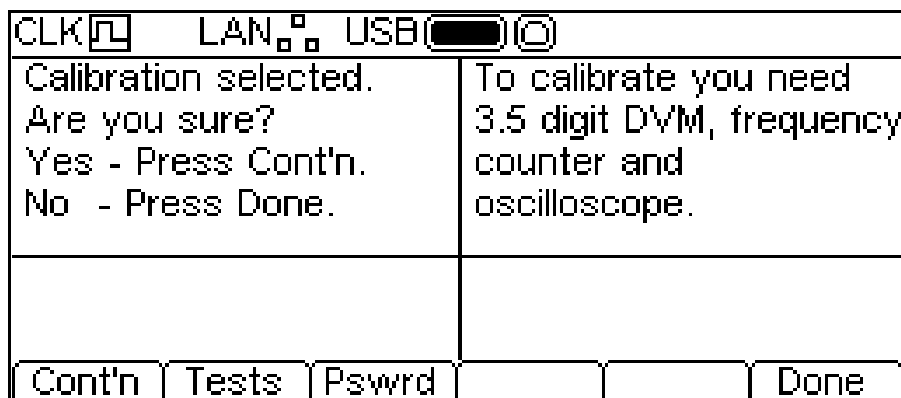 CLK LAN USB
Calibration selected.
Are you sure?
Yes - Press Cont'n.
No - Press Done.
To calibrate you need
3.5 digit DVM, frequency
counter and
oscilloscope.
Cont'n Tests Pswrd Done